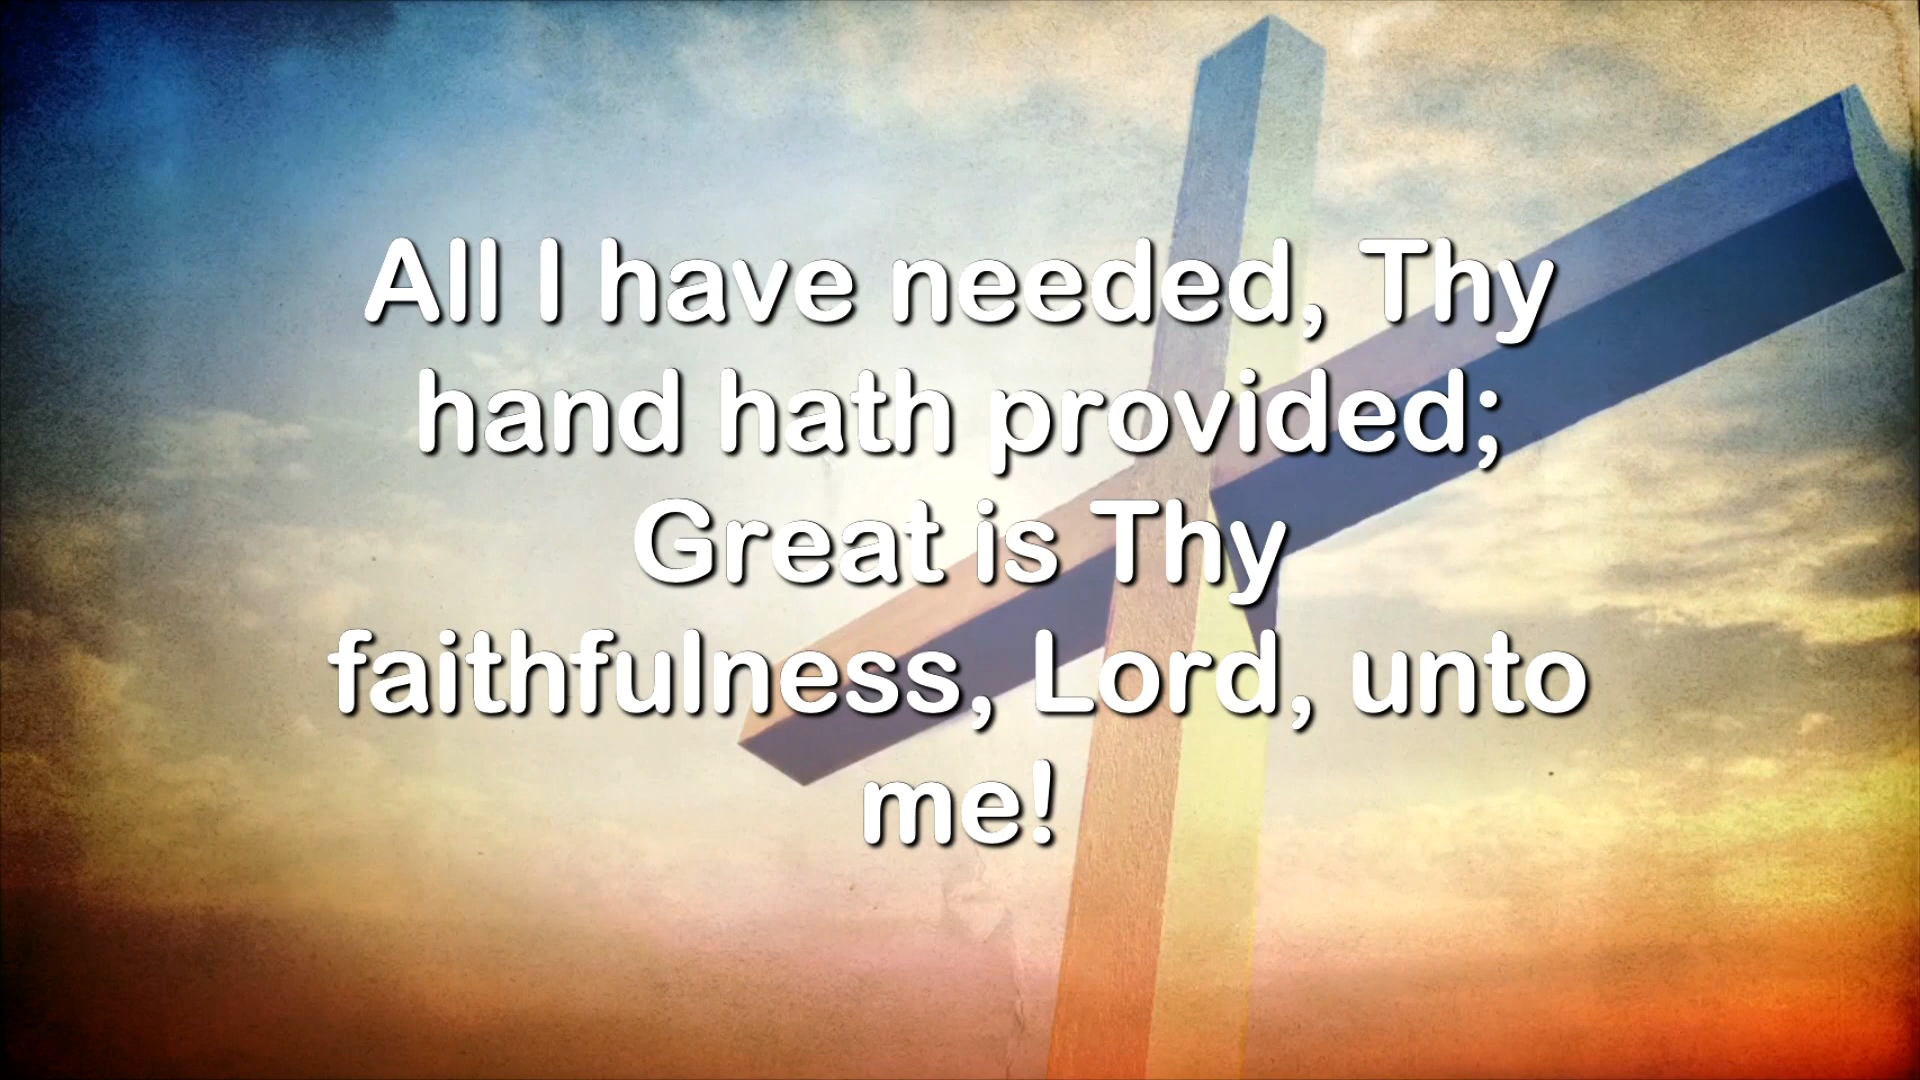 All I have needed, Thy
hand hath provided;
Great is Thy
faithfulness, Lord, unto
me!